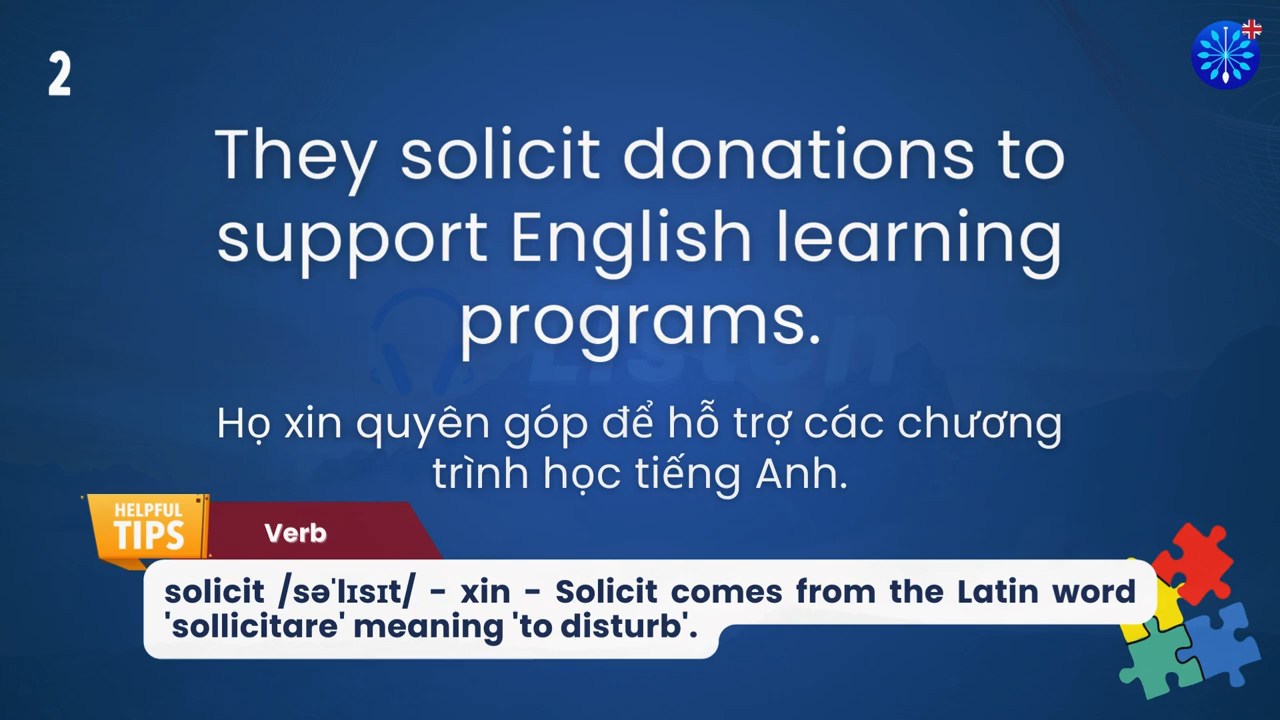 2
They solicit donations to
support English learning
programs.
Listen
Họ xin quyên góp để hỗ trợ các chương
trình học tiếng Anh.
HELPFUL
TIPS
Verb
solicit /səˈlɪsɪt/ - xin - Solicit comes from the Latin word
'sollicitare' meaning 'to disturb'.